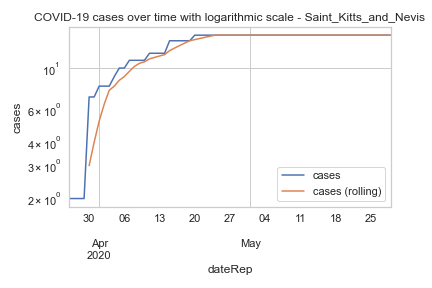 COVID-19 cases over time with logarithmic scale - Saint_Kitts_and_Nevis
cases
10¹
6 × 10⁰
4 × 10⁰
3 × 10⁰
2 × 10⁰
cases
cases (rolling)
30 06 13 20 27 04 11 18 25
Apr May
2020
dateRep